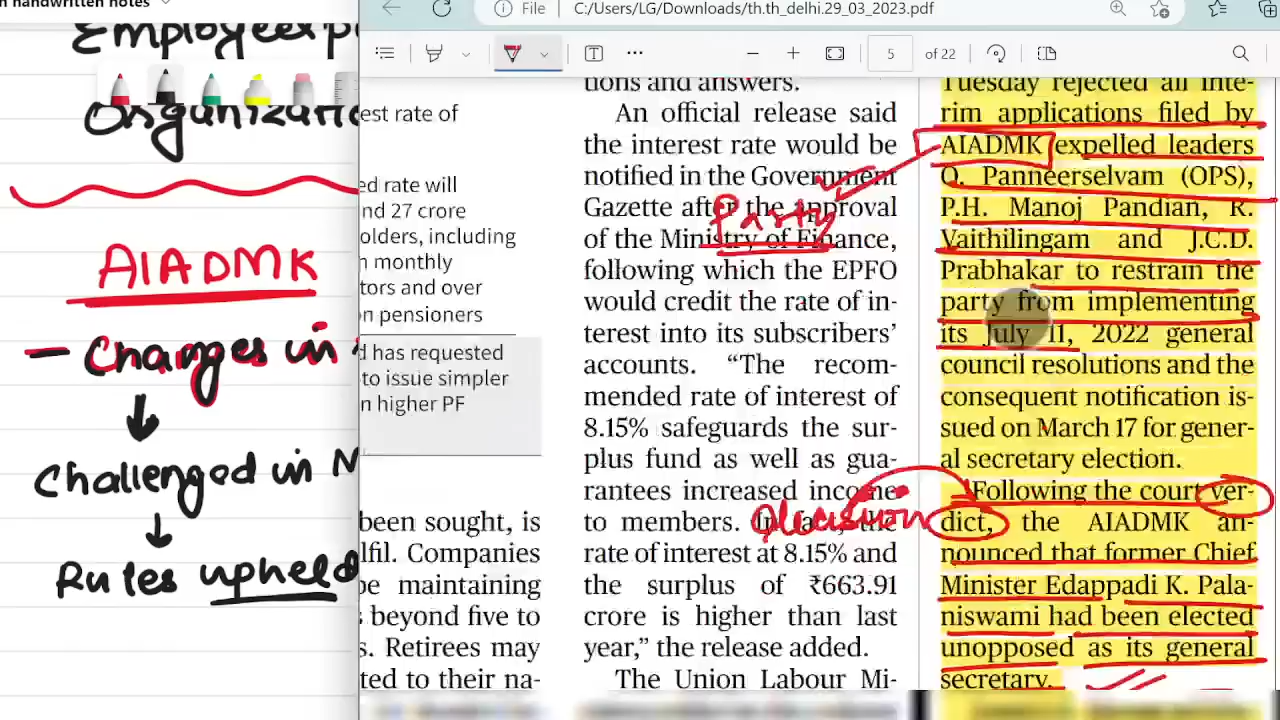 n handwritten notes
Employee p
Organizatio
AIADMK
- Changes in
Challenged in M
Rules upheld
File C:/Users/LG/Downloads/th.th_delhi.29_03_2023.pdf
5 of 22
est rate of
ed rate will
nd 27 crore
olders, including
n monthly
tors and over
on pensioners
d has requested
to issue simpler
n higher PF
been sought, is
lfil. Companies
be maintaining
s beyond five to
s. Retirees may
ted to their na-
tions and answers.
An official release said
the interest rate would be
notified in the Government
Gazette after the approval
of the Ministry of Finance,
following which the EPFO
would credit the rate of in-
terest into its subscribers'
accounts. “The recom-
mended rate of interest of
8.15% safeguards the sur-
plus fund as well as gua-
rantees increased income
to members. In fact, the
rate of interest at 8.15% and
the surplus of ₹663.91
crore is higher than last
year,” the release added.
The Union Labour Mi-
Party
decision
Tuesday rejected all inte-
rim applications filed by
AIADMK expelled leaders
O. Panneerselvam (OPS),
P.H. Manoj Pandian, R.
Vaithilingam and J.C.D.
Prabhakar to restrain the
party from implementing
its July 11, 2022 general
council resolutions and the
consequent notification is-
sued on March 17 for gener-
al secretary election.
Following the court ver-
dict, the AIADMK an-
nounced that former Chief
Minister Edappadi K. Pala-
niswami had been elected
unopposed as its general
secretary.